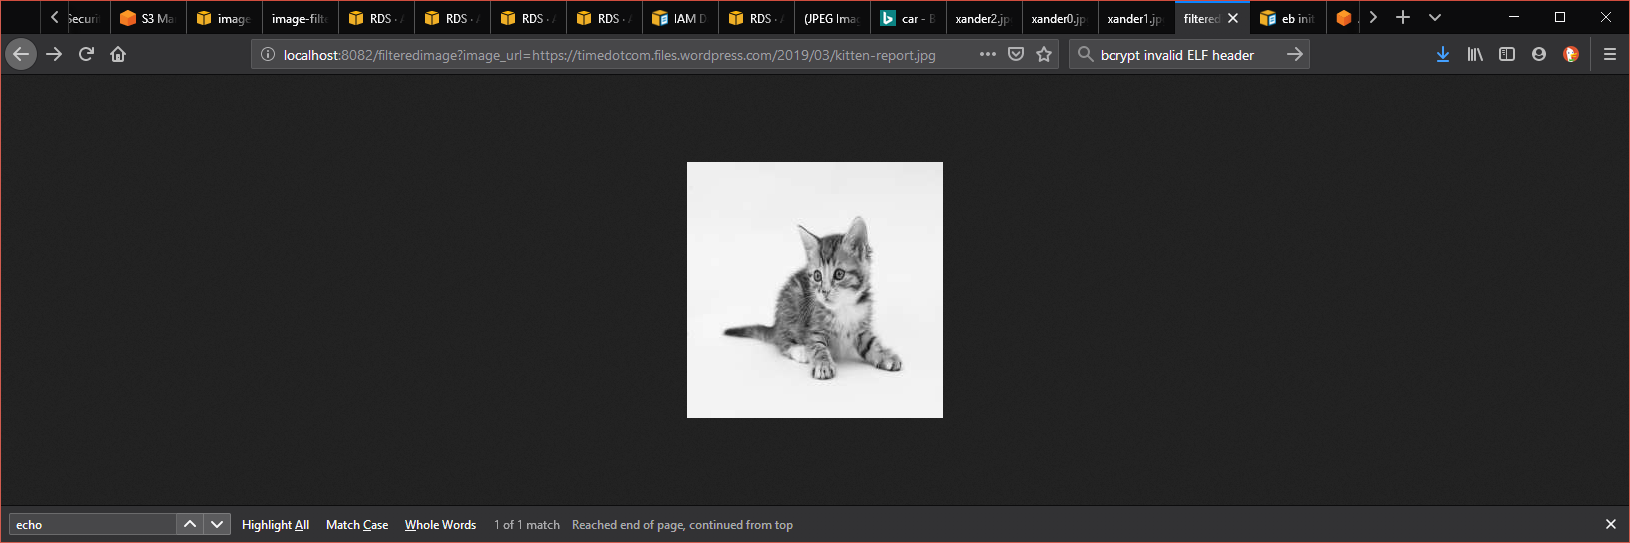 Securi S3 Ma image image-filte RDS · RDS · RDS · RDS · IAM D RDS · (JPEG Imag car - B xander2.jpg xander0.jp xander1.jp filtered eb init
localhost:8082/filteredimage?image_url=https://timedotcom.files.wordpress.com/2019/03/kitten-report.jpg bcrypt invalid ELF header
echo Highlight All Match Case Whole Words 1 of 1 match Reached end of page, continued from top